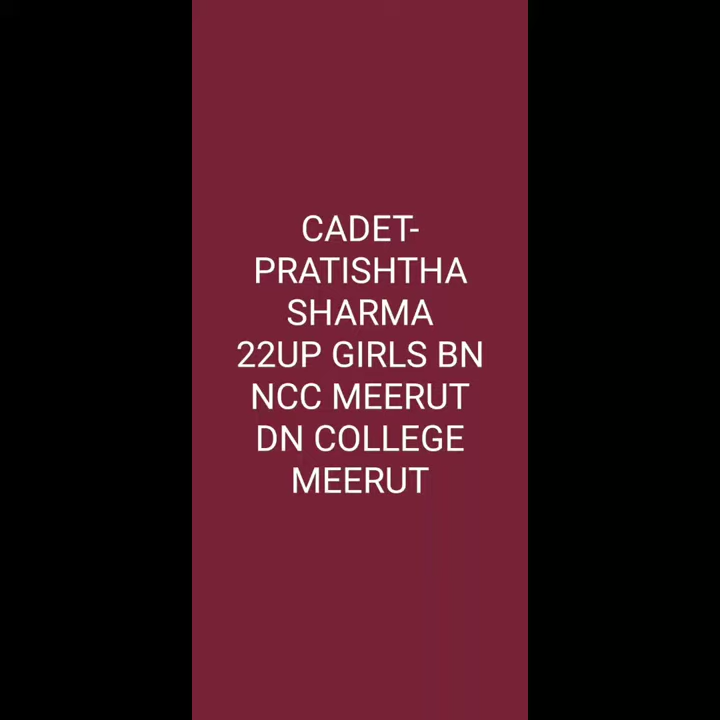 CADET-
PRATISHTHA
SHARMA
22UP GIRLS BN
NCC MEERUT
DN COLLEGE
MEERUT